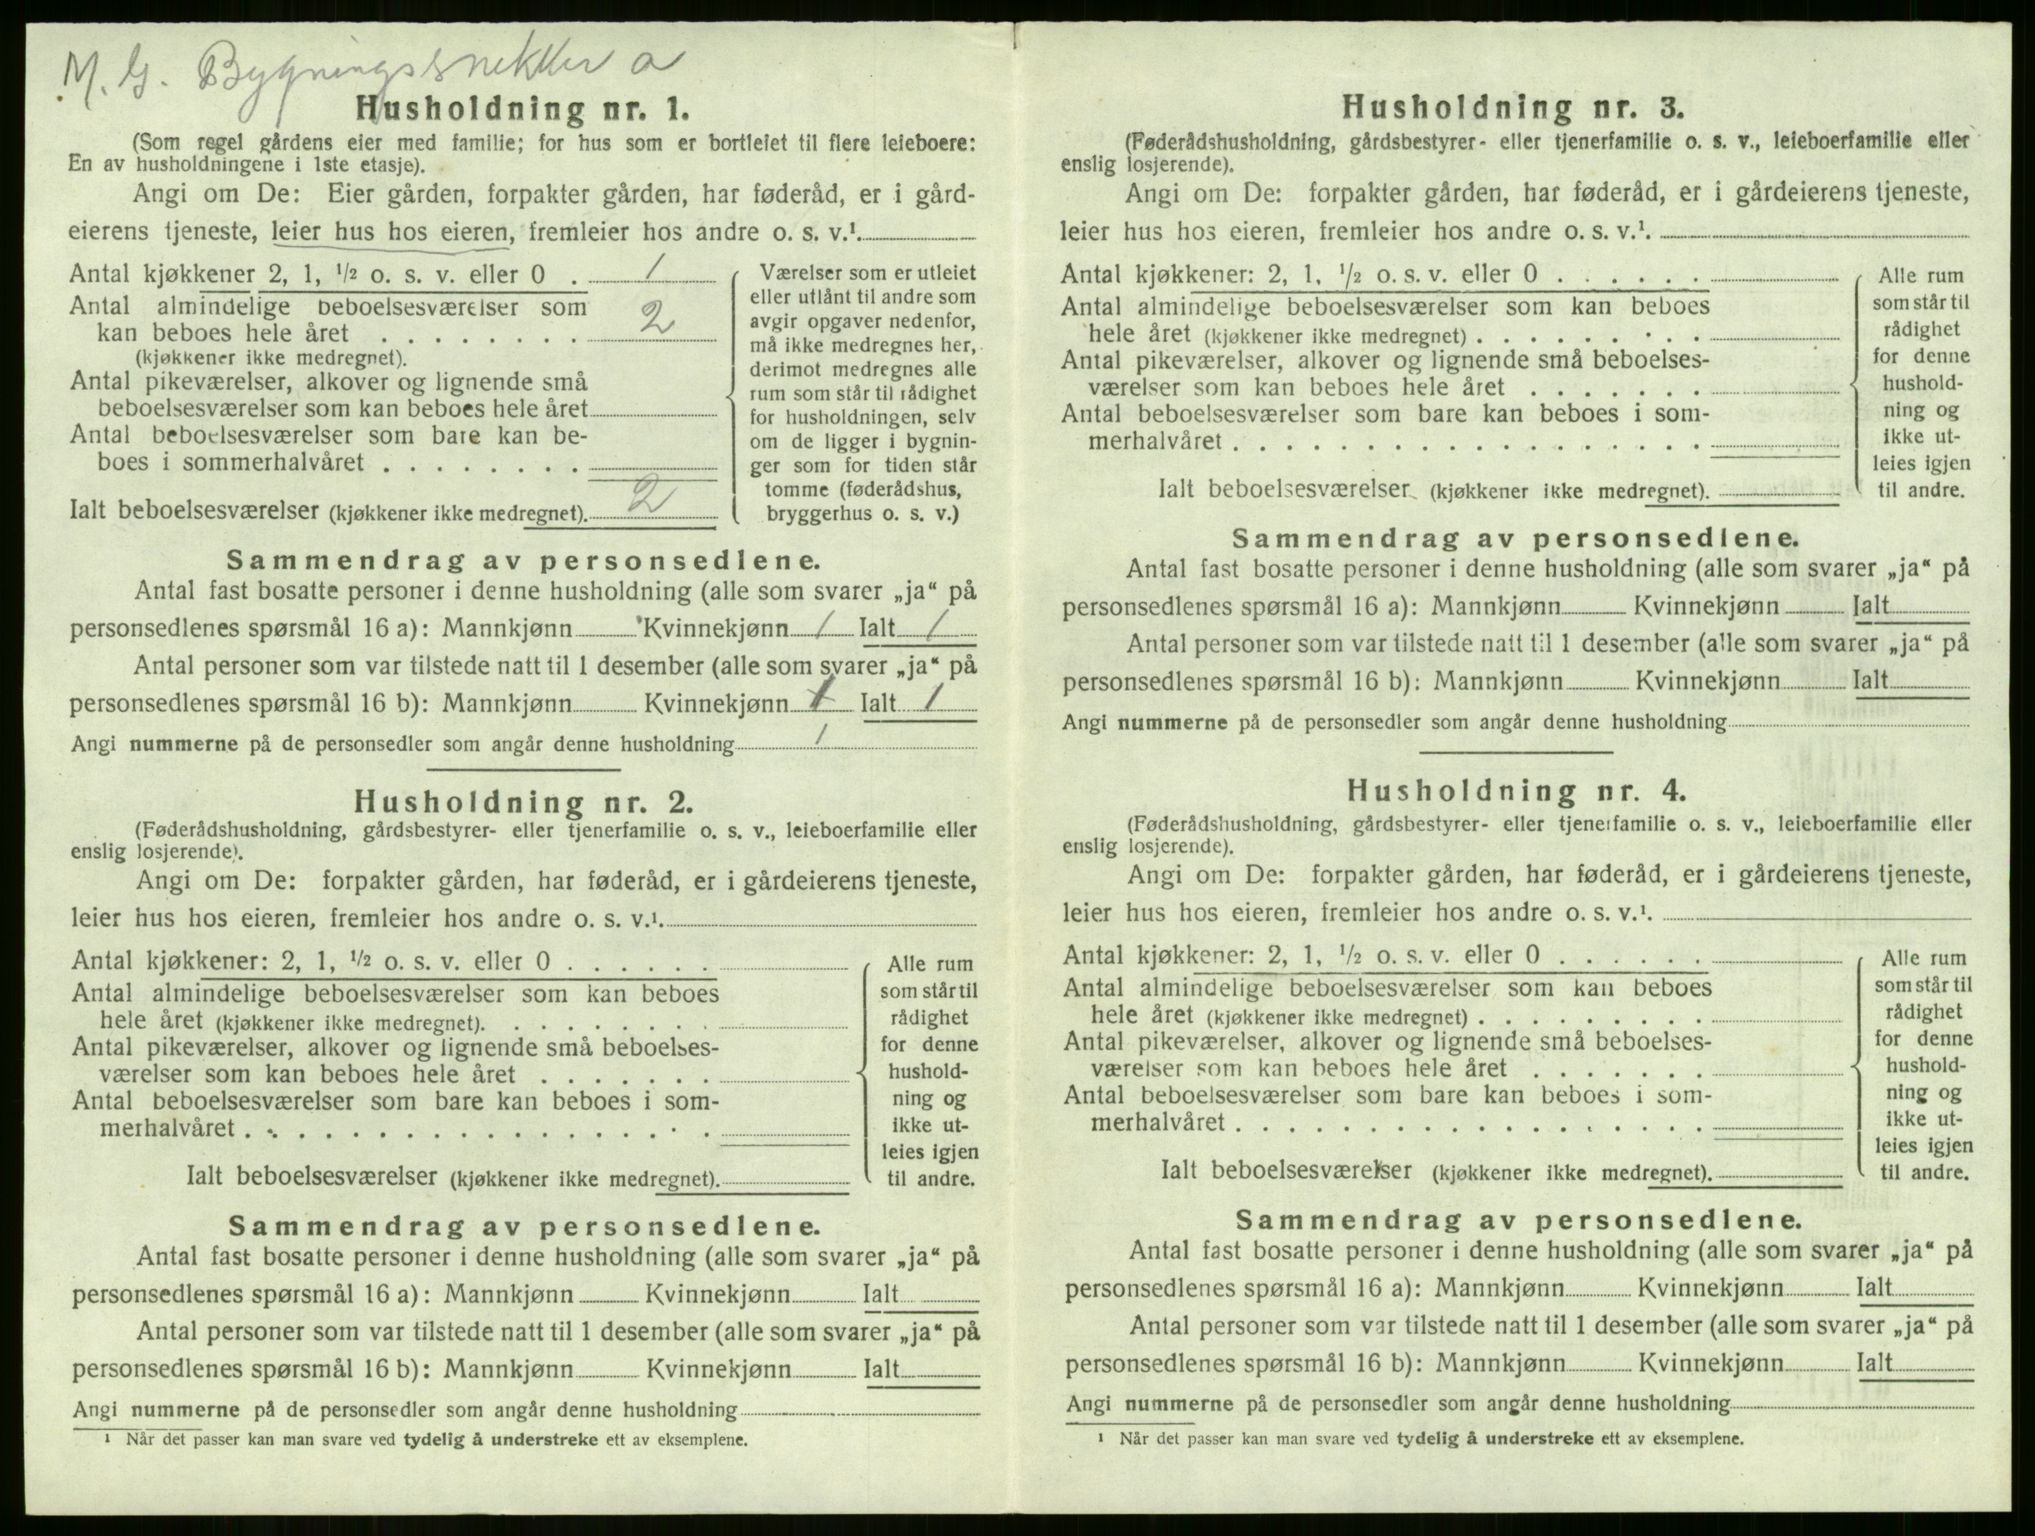 M. G. Bygningssnekker a
Husholdning nr. 1.
(Som regel gårdens eier med familie; for hus som er bortleiet til flere leieboere:
En av husholdningene i 1ste etasje).
Angi om De: Eier gården, forpakter gården, har føderåd, er i gård-
eierens tjeneste, leier hus hos eieren, fremleier hos andre o. s. v.¹.
Antal kjøkkener 2, 1, ½ o. s. v. eller 0 . 1
Antal almindelige beboelsesværelser som
kan beboes hele året . . . . . . . . 2
(kjøkkener ikke medregnet).
Antal pikeværelser, alkover og lignende små
beboelsesværelser som kan beboes hele året
Antal beboelsesværelser som bare kan be-
boes i sommerhalvåret . . . . . . . .
Ialt beboelsesværelser (kjøkkener ikke medregnet). 2
Værelser som er utleiet
eller utlånt til andre som
avgir opgaver nedenfor,
må ikke medregnes her,
derimot medregnes alle
rum som står til rådighet
for husholdningen, selv
om de ligger i bygnin-
ger som for tiden står
tomme (føderådshus,
bryggerhus o. s. v.)
Sammendrag av personsedlene.
Antal fast bosatte personer i denne husholdning (alle som svarer „ja“ på
personsedlenes spørsmål 16 a): Mannkjønn Kvinnekjønn 1 Ialt 1
Antal personer som var tilstede natt til 1 desember (alle som svarer „ja“ på
personsedlenes spørsmål 16 b): Mannkjønn Kvinnekjønn 1 Ialt 1
Angi nummerne på de personsedler som angår denne husholdning 1
Husholdning nr. 2.
(Føderådshusholdning, gårdsbestyrer- eller tjenerfamilie o. s. v., leieboerfamilie eller
enslig losjerende).
Angi om De: forpakter gården, har føderåd, er i gårdeierens tjeneste,
leier hus hos eieren, fremleier hos andre o. s. v.¹.
Antal kjøkkener: 2, 1, ½ o. s. v. eller 0 . . . . . .
Antal almindelige beboelsesværelser som kan beboes
hele året (kjøkkener ikke medregnet). . . . . . . . .
Antal pikeværelser, alkover og lignende små beboelses-
værelser som kan beboes hele året . . . . . . .
Antal beboelsesværelser som bare kan beboes i som-
merhalvåret . . . . . . . . . . . . . . . . . .
Ialt beboelsesværelser (kjøkkener ikke medregnet).
Alle rum
som står til
rådighet
for denne
hushold-
ning og
ikke ut-
leies igjen
til andre.
Sammendrag av personsedlene.
Antal fast bosatte personer i denne husholdning (alle som svarer „ja“ på
personsedlenes spørsmål 16 a): Mannkjønn Kvinnekjønn Ialt
Antal personer som var tilstede natt til 1 desember (alle som svarer „ja“ på
personsedlenes spørsmål 16 b): Mannkjønn Kvinnekjønn Ialt
Angi nummerne på de personsedler som angår denne husholdning
¹ Når det passer kan man svare ved tydelig å understreke ett av eksemplene.
Husholdning nr. 3.
(Føderådshusholdning, gårdsbestyrer- eller tjenerfamilie o. s. v., leieboerfamilie eller
enslig losjerende).
Angi om De: forpakter gården, har føderåd, er i gårdeierens tjeneste,
leier hus hos eieren, fremleier hos andre o. s. v.¹.
Antal kjøkkener: 2, 1, ½ o. s. v. eller 0 . . . . . .
Antal almindelige beboelsesværelser som kan beboes
hele året (kjøkkener ikke medregnet) . . . . . . . . .
Antal pikeværelser, alkover og lignende små beboelses-
værelser som kan beboes hele året . . . . . . .
Antal beboelsesværelser som bare kan beboes i som-
merhalvåret . . . . . . . . . . . . . . . . . .
Ialt beboelsesværelser (kjøkkener ikke medregnet).
Alle rum
som står til
rådighet
for denne
hushold-
ning og
ikke ut-
leies igjen
til andre.
Sammendrag av personsedlene.
Antal fast bosatte personer i denne husholdning (alle som svarer „ja“ på
personsedlenes spørsmål 16 a): Mannkjønn Kvinnekjønn Ialt
Antal personer som var tilstede natt til 1 desember (alle som svarer „ja“ på
personsedlenes spørsmål 16 b): Mannkjønn Kvinnekjønn Ialt
Angi nummerne på de personsedler som angår denne husholdning
Husholdning nr. 4.
(Føderådshusholdning, gårdsbestyrer- eller tjenerfamilie o. s. v., leieboerfamilie eller
enslig losjerende).
Angi om De: forpakter gården, har føderåd, er i gårdeierens tjeneste,
leier hus hos eieren, fremleier hos andre o. s. v.¹.
Antal kjøkkener: 2, 1, ½ o. s. v. eller 0 . . . . . .
Antal almindelige beboelsesværelser som kan beboes
hele året (kjøkkener ikke medregnet) . . . . . . . . .
Antal pikeværelser, alkover og lignende små beboelses-
værelser som kan beboes hele året . . . . . . .
Antal beboelsesværelser som bare kan beboes i som-
merhalvåret . . . . . . . . . . . . . . . . . .
Ialt beboelsesværelser (kjøkkener ikke medregnet).
Alle rum
som står til
rådighet
for denne
hushold-
ning og
ikke ut-
leies igjen
til andre.
Sammendrag av personsedlene.
Antal fast bosatte personer i denne husholdning (alle som svarer „ja“ på
personsedlenes spørsmål 16 a): Mannkjønn Kvinnekjønn Ialt
Antal personer som var tilstede natt til 1 desember (alle som svarer „ja“ på
personsedlenes spørsmål 16 b): Mannkjønn Kvinnekjønn Ialt
Angi nummerne på de personsedler som angår denne husholdning
¹ Når det passer kan man svare ved tydelig å understreke ett av eksemplene.